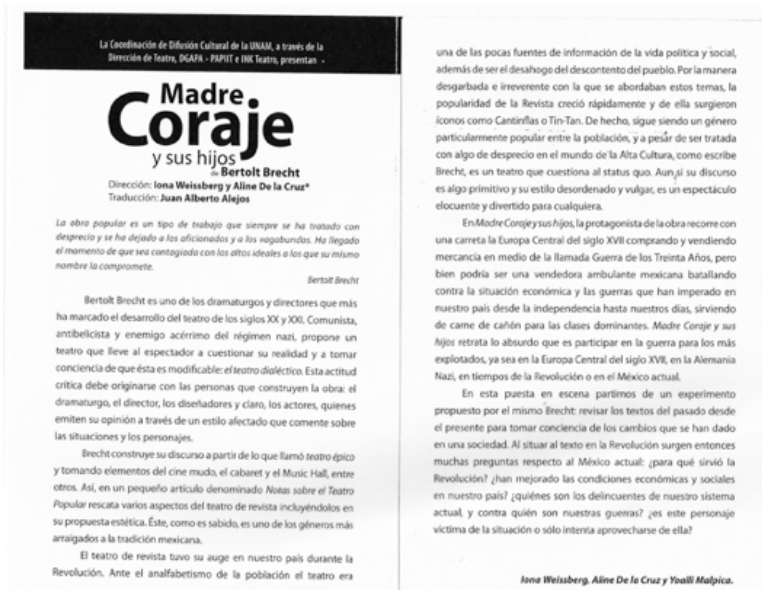 La Coordinación de Difusión Cultural de la UNAM, a través de la
Dirección de Teatro, DGAPA - PAPIIT e INK Teatro, presentan -
Madre
Coraje
y sus hijos
de Bertolt Brecht
Dirección: Iona Weissberg y Aline De la Cruz*
Traducción: Juan Alberto Alejos
La obra popular es un tipo de trabajo que siempre se ha tratado con
desprecio y se ha dejado a los aficionados y a los vagabundos. Ha llegado
el momento de que sea contagiada con los altos ideales a los que su mismo
nombre la compromete.
Bertolt Brecht
Bertolt Brecht es uno de los dramaturgos y directores que más
ha marcado el desarrollo del teatro de los siglos XX y XXI. Comunista,
antibelicista y enemigo acérrimo del régimen nazi, propone un
teatro que lleve al espectador a cuestionar su realidad y a tomar
conciencia de que ésta es modificable: el teatro dialéctico. Esta actitud
crítica debe originarse con las personas que construyen la obra: el
dramaturgo, el director, los diseñadores y claro, los actores, quienes
emiten su opinión a través de un estilo afectado que comente sobre
las situaciones y los personajes.
Brecht construye su discurso a partir de lo que llamó teatro épico
y tomando elementos del cine mudo, el cabaret y el Music Hall, entre
otros. Así, en un pequeño artículo denominado Notas sobre el Teatro
Popular rescata varios aspectos del teatro de revista incluyéndolos en
su propuesta estética. Éste, como es sabido, es uno de los géneros más
arraigados a la tradición mexicana.
El teatro de revista tuvo su auge en nuestro país durante la
Revolución. Ante el analfabetismo de la población el teatro era
una de las pocas fuentes de información de la vida política y social,
además de ser el desahogo del descontento del pueblo. Por la manera
desgarbada e irreverente con la que se abordaban estos temas, la
popularidad de la Revista creció rápidamente y de ella surgieron
íconos como Cantinflas o Tin-Tan. De hecho, sigue siendo un género
particularmente popular entre la población, y a pesar de ser tratada
con algo de desprecio en el mundo de la Alta Cultura, como escribe
Brecht, es un teatro que cuestiona al status quo. Aun si su discurso
es algo primitivo y su estilo desordenado y vulgar, es un espectáculo
elocuente y divertido para cualquiera.
En Madre Coraje y sus hijos, la protagonista de la obra recorre con
una carreta la Europa Central del siglo XVII comprando y vendiendo
mercancía en medio de la llamada Guerra de los Treinta Años, pero
bien podría ser una vendedora ambulante mexicana batallando
contra la situación económica y las guerras que han imperado en
nuestro país desde la independencia hasta nuestros días, sirviendo
de carne de cañón para las clases dominantes. Madre Coraje y sus
hijos retrata lo absurdo que es participar en la guerra para los más
explotados, ya sea en la Europa Central del siglo XVII, en la Alemania
Nazi, en tiempos de la Revolución o en el México actual.
En esta puesta en escena partimos de un experimento
propuesto por el mismo Brecht: revisar los textos del pasado desde
el presente para tomar conciencia de los cambios que se han dado
en una sociedad. Al situar al texto en la Revolución surgen entonces
muchas preguntas respecto al México actual: ¿para qué sirvió la
Revolución? ¿han mejorado las condiciones económicas y sociales
en nuestro país? ¿quiénes son los delincuentes de nuestro sistema
actual, y contra quién son nuestras guerras? ¿es este personaje
víctima de la situación o sólo intenta aprovecharse de ella?
Iona Weissberg, Aline De la Cruz y Yoalli Malpica.